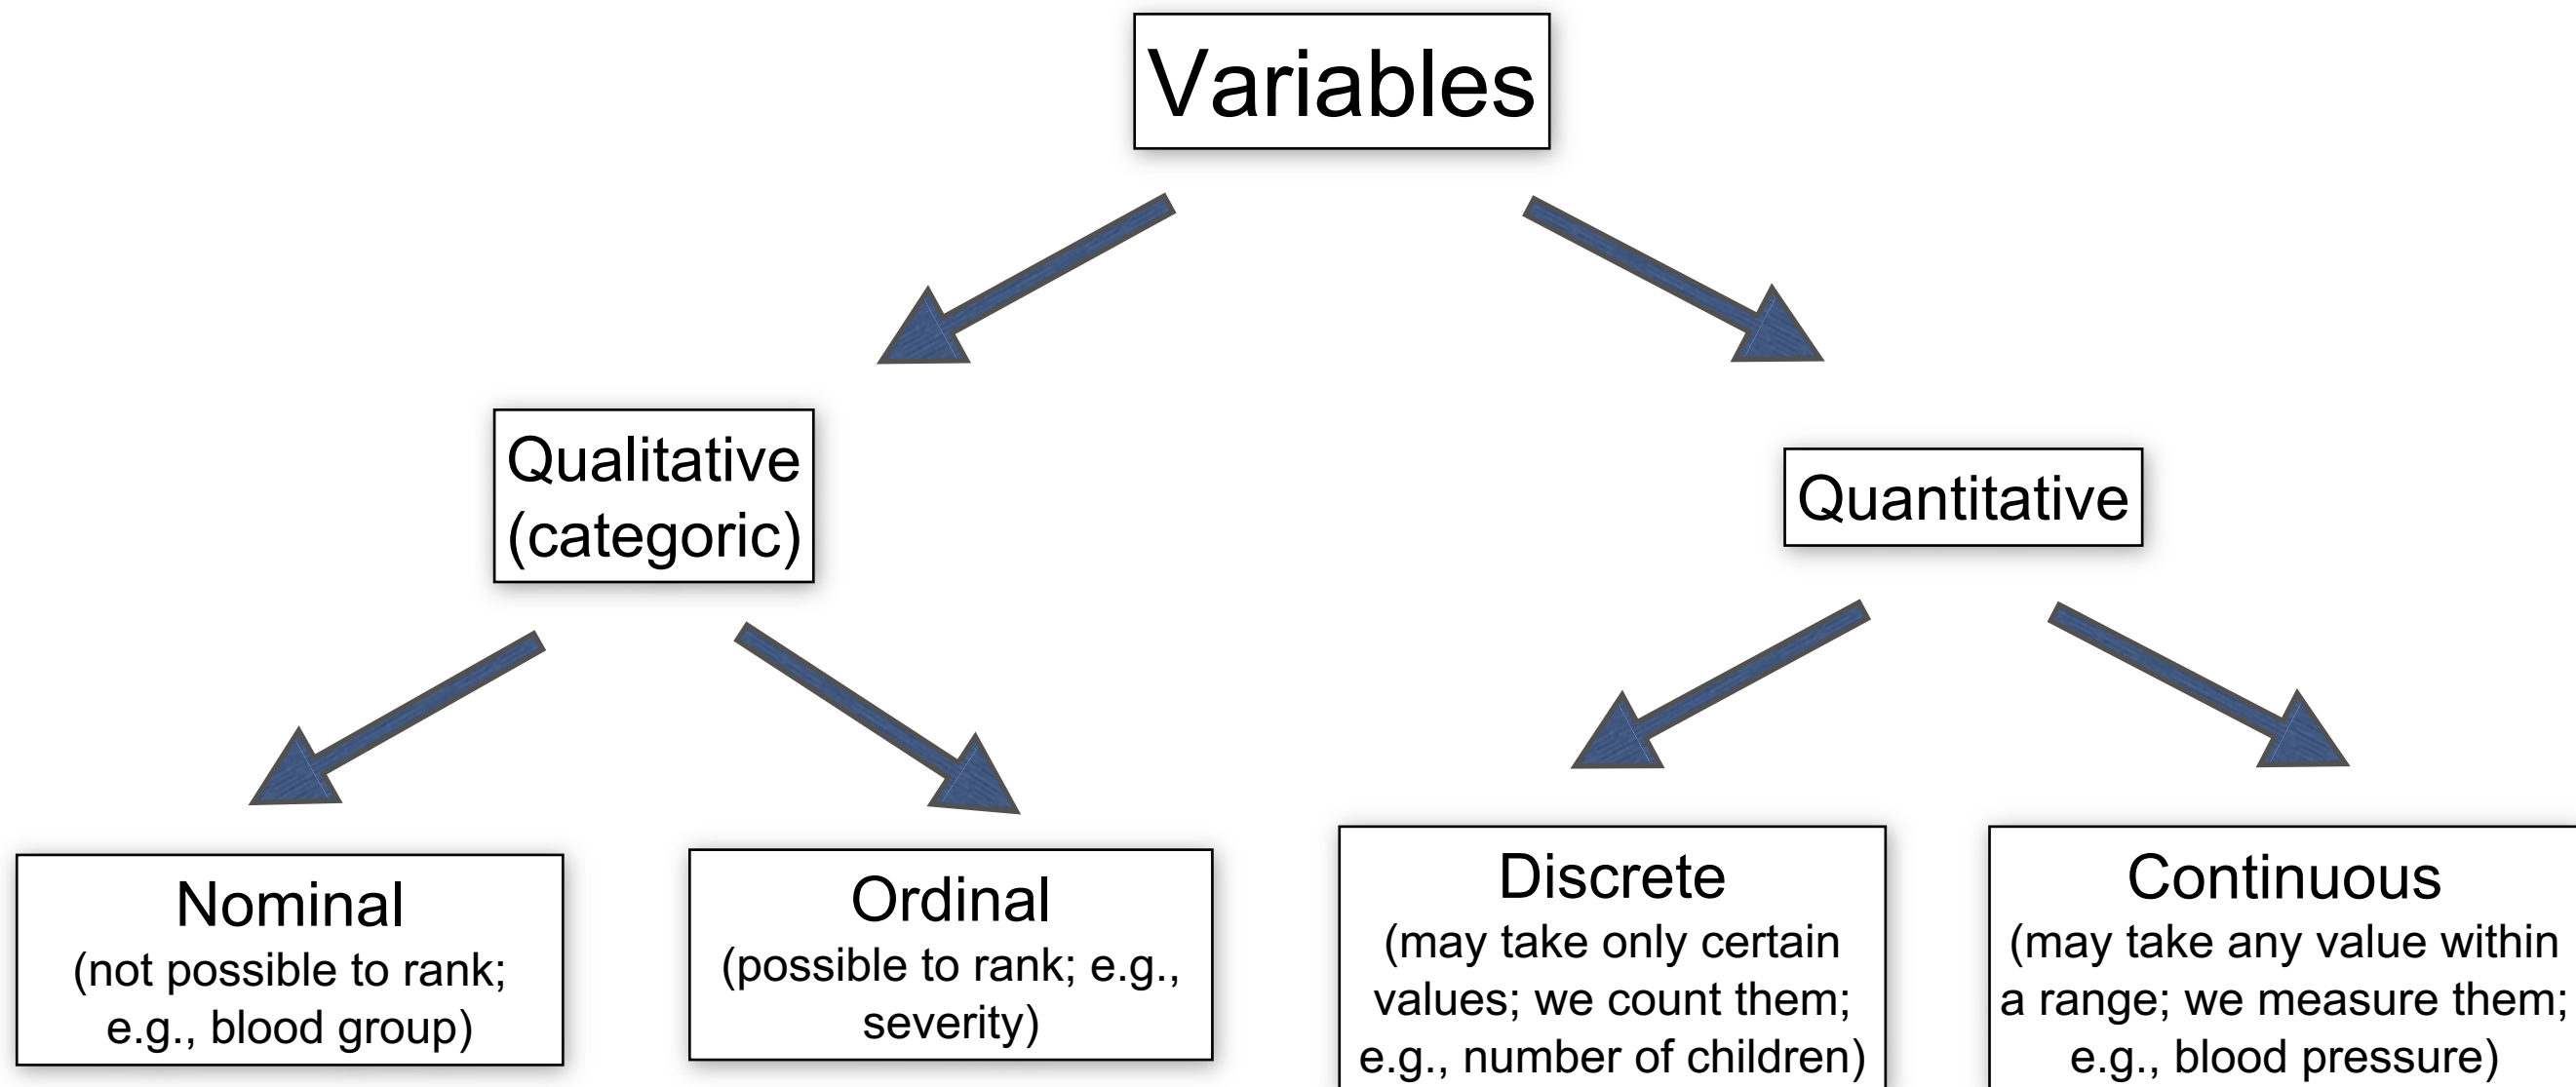 Variables
Qualitative
(categoric)
Quantitative
Nominal
(not possible to rank;
e.g., blood group)
Ordinal
(possible to rank; e.g.,
severity)
Discrete
(may take only certain
values; we count them;
e.g., number of children)
Continuous
(may take any value within
a range; we measure them;
e.g., blood pressure)